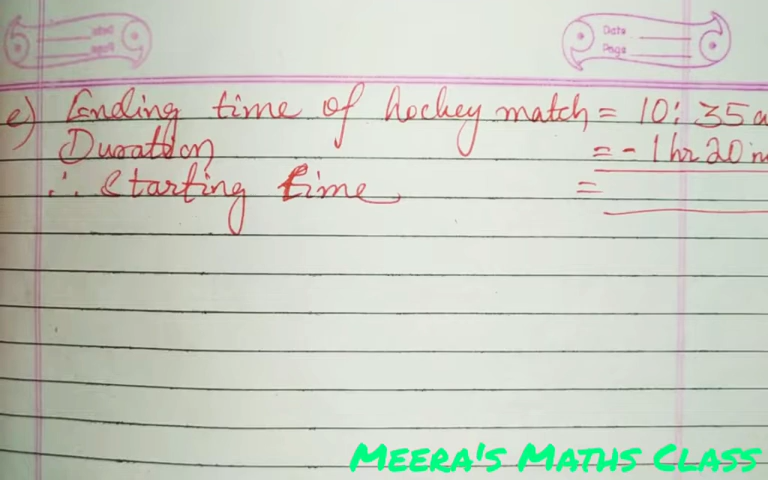 Date
Page
e) Ending time of hockey match = 10:35 a
Duration = - 1 hr 20 m
∴ starting time =
MEERA'S MATHS CLASS